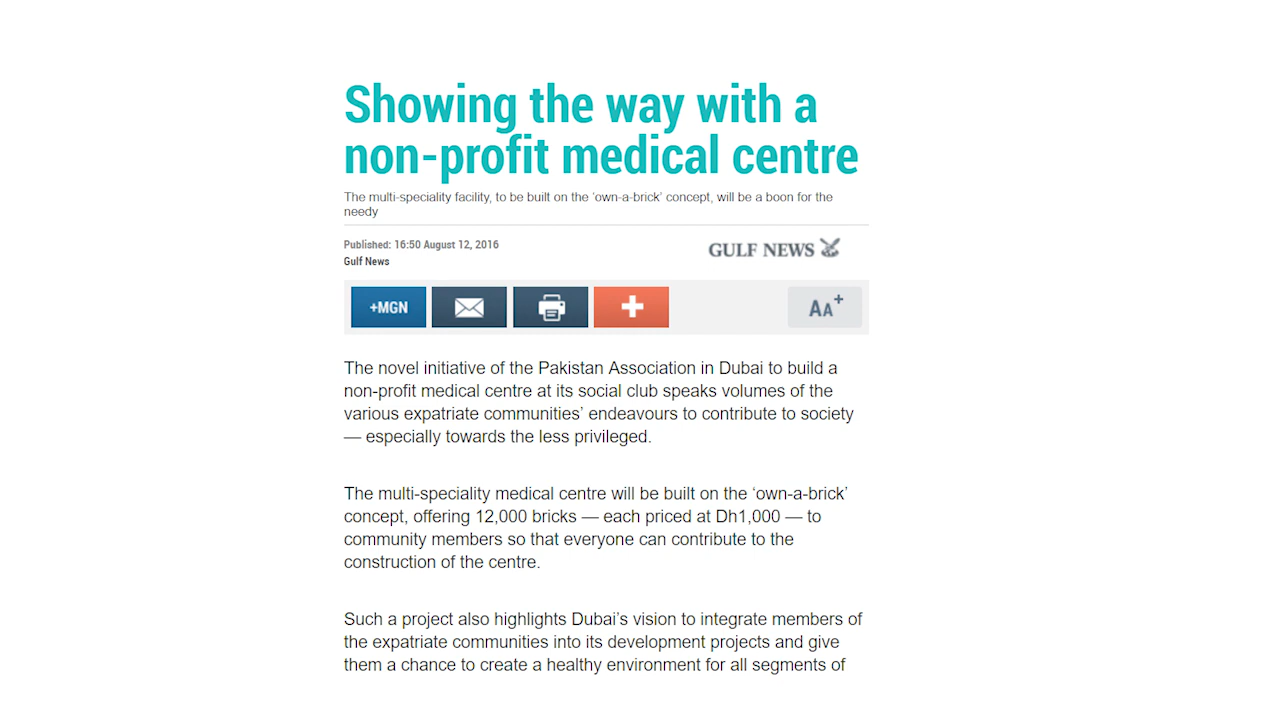 Showing the way with a
non-profit medical centre
The multi-speciality facility, to be built on the ‘own-a-brick’ concept, will be a boon for the
needy
Published: 16:50 August 12, 2016
GULF NEWS
Gulf News
+MGN
AA+
The novel initiative of the Pakistan Association in Dubai to build a
non-profit medical centre at its social club speaks volumes of the
various expatriate communities’ endeavours to contribute to society
— especially towards the less privileged.
The multi-speciality medical centre will be built on the ‘own-a-brick’
concept, offering 12,000 bricks — each priced at Dh1,000 — to
community members so that everyone can contribute to the
construction of the centre.
Such a project also highlights Dubai’s vision to integrate members of
the expatriate communities into its development projects and give
them a chance to create a healthy environment for all segments of